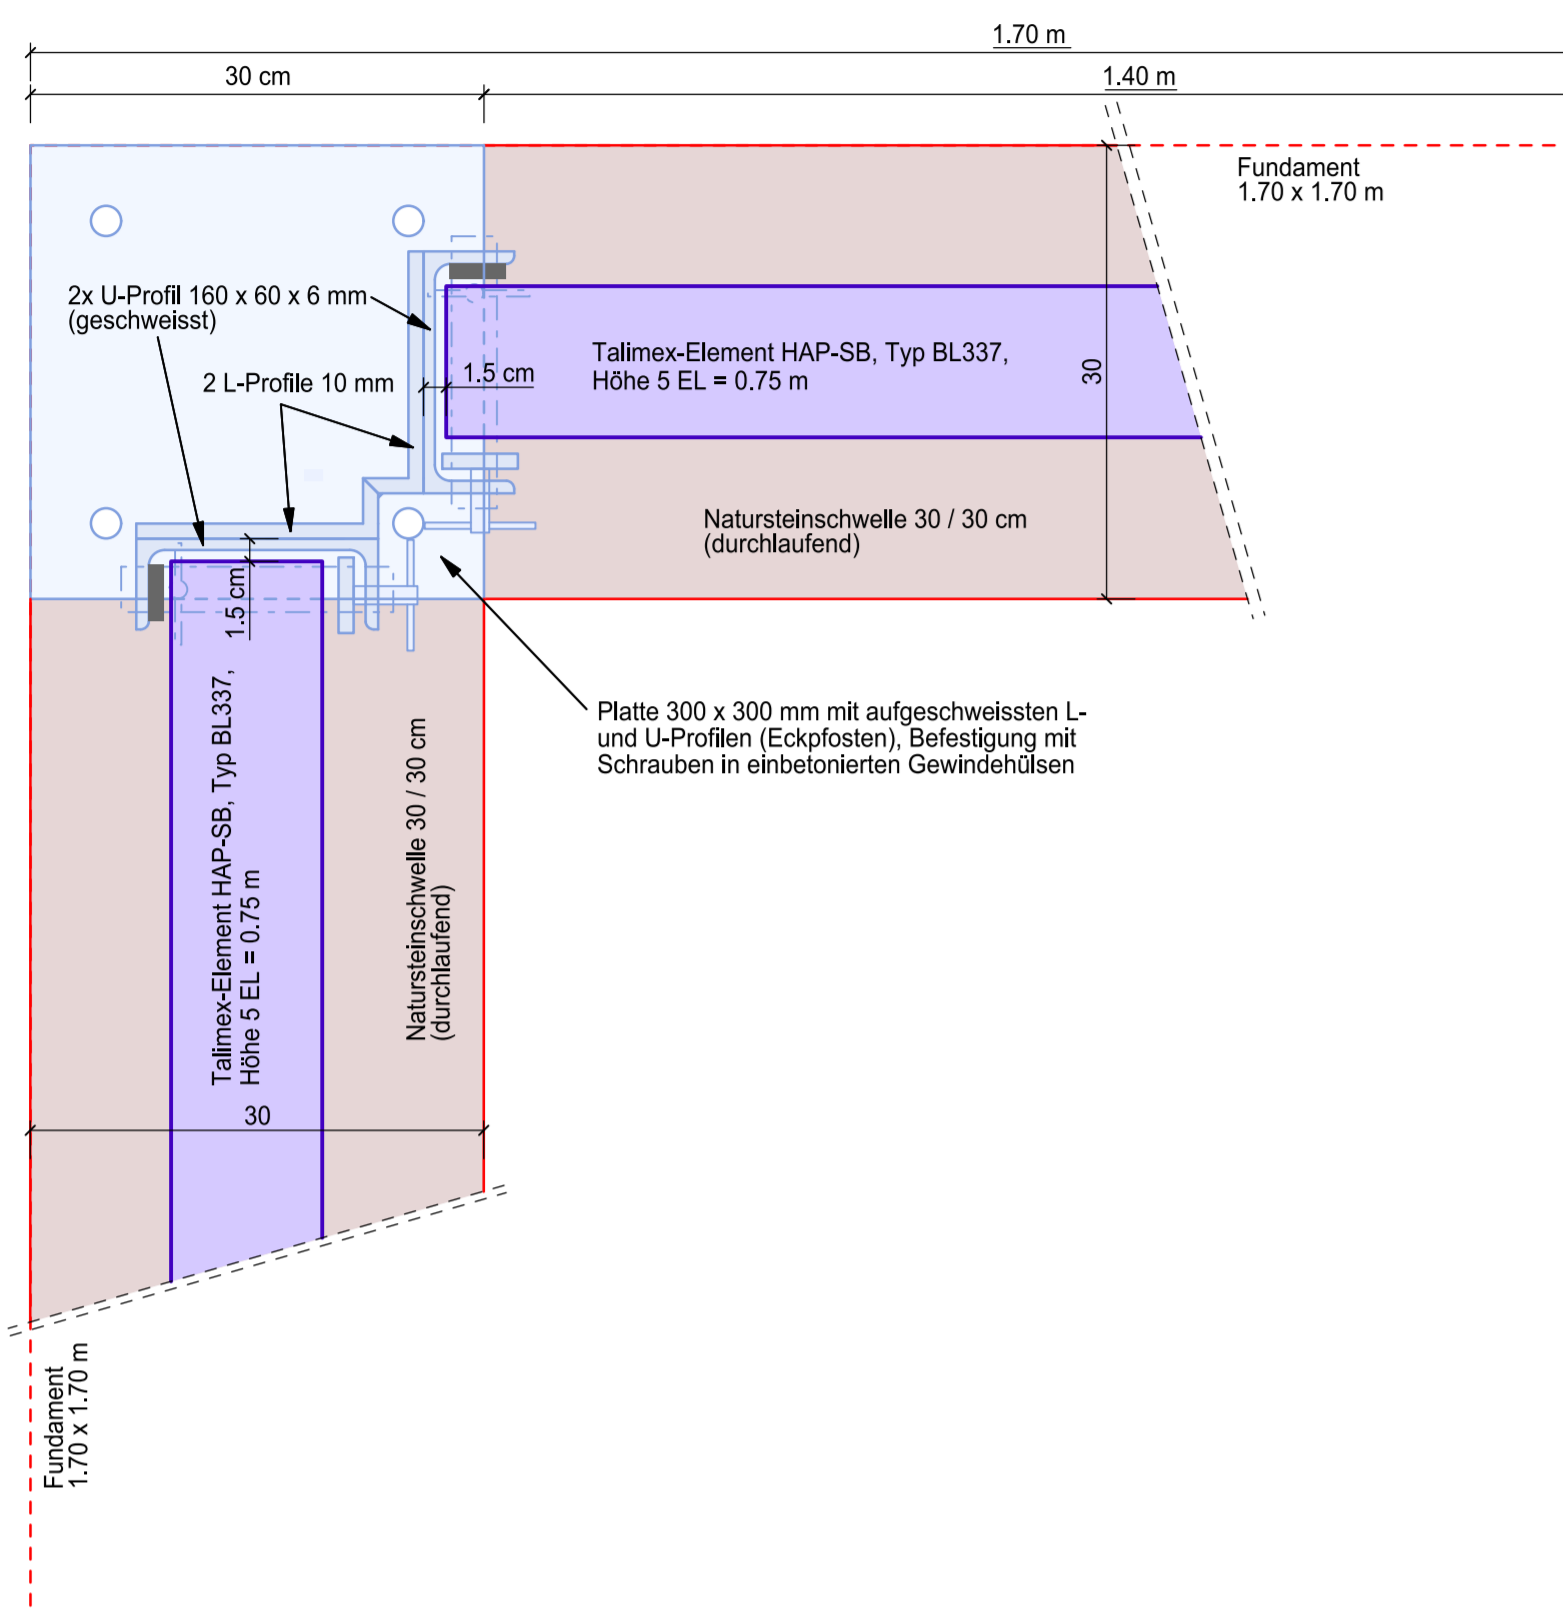 1.70 m
30 cm
1.40 m
Fundament
1.70 x 1.70 m
2x U-Profil 160 x 60 x 6 mm
(geschweisst)
2 L-Profile 10 mm
1.5 cm
Talimex-Element HAP-SB, Typ BL337,
Höhe 5 EL = 0.75 m
30
Natursteinschwelle 30 / 30 cm
(durchlaufend)
1.5 cm
Platte 300 x 300 mm mit aufgeschweissten L-
und U-Profilen (Eckpfosten), Befestigung mit
Schrauben in einbetonierten Gewindehülsen
Talimex-Element HAP-SB, Typ BL337,
Höhe 5 EL = 0.75 m
Natursteinschwelle 30 / 30 cm
(durchlaufend)
30
Fundament
1.70 x 1.70 m